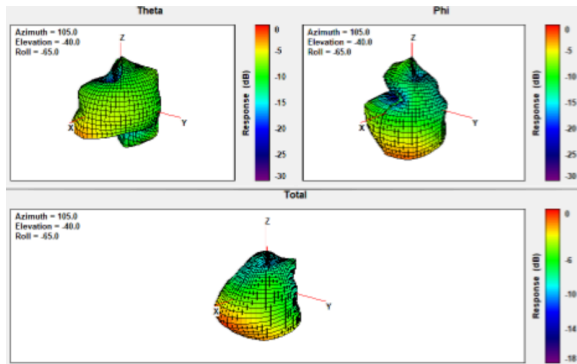 Theta
Azimuth = 105.0
Elevation = -40.0
Roll = -65.0
Z
X
Y
0
-5
-10
-15
-20
-25
-30
Response (dB)
Phi
Azimuth = 105.0
Elevation = -40.0
Roll = -65.0
Z
X
Y
0
-5
-10
-15
-20
-25
-30
Response (dB)
Total
Azimuth = 105.0
Elevation = -40.0
Roll = -65.0
Z
X
Y
0
-6
-10
-18
Response (dB)